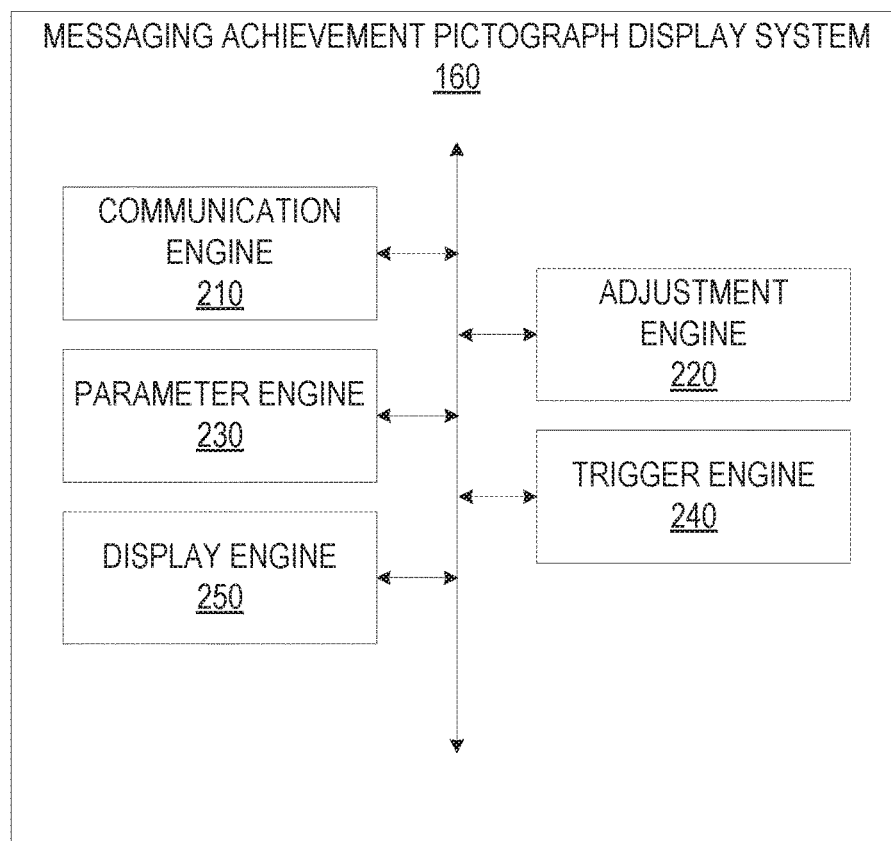 MESSAGING ACHIEVEMENT PICTOGRAPH DISPLAY SYSTEM
160
COMMUNICATION
ENGINE
210
ADJUSTMENT
ENGINE
220
PARAMETER ENGINE
230
TRIGGER ENGINE
240
DISPLAY ENGINE
250